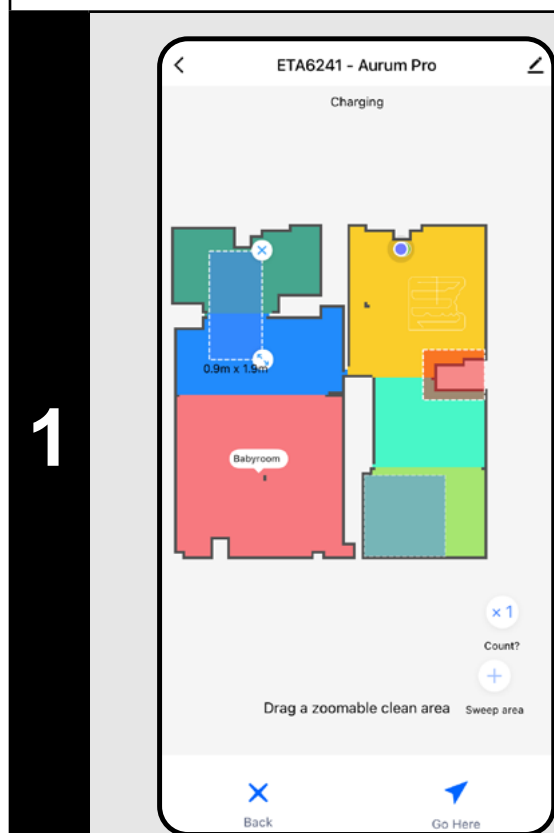 1
ETA6241 - Aurum Pro
Charging
0.9m x 1.9m
Babyroom
× 1
Count?
Drag a zoomable clean area
Sweep area
Back
Go Here